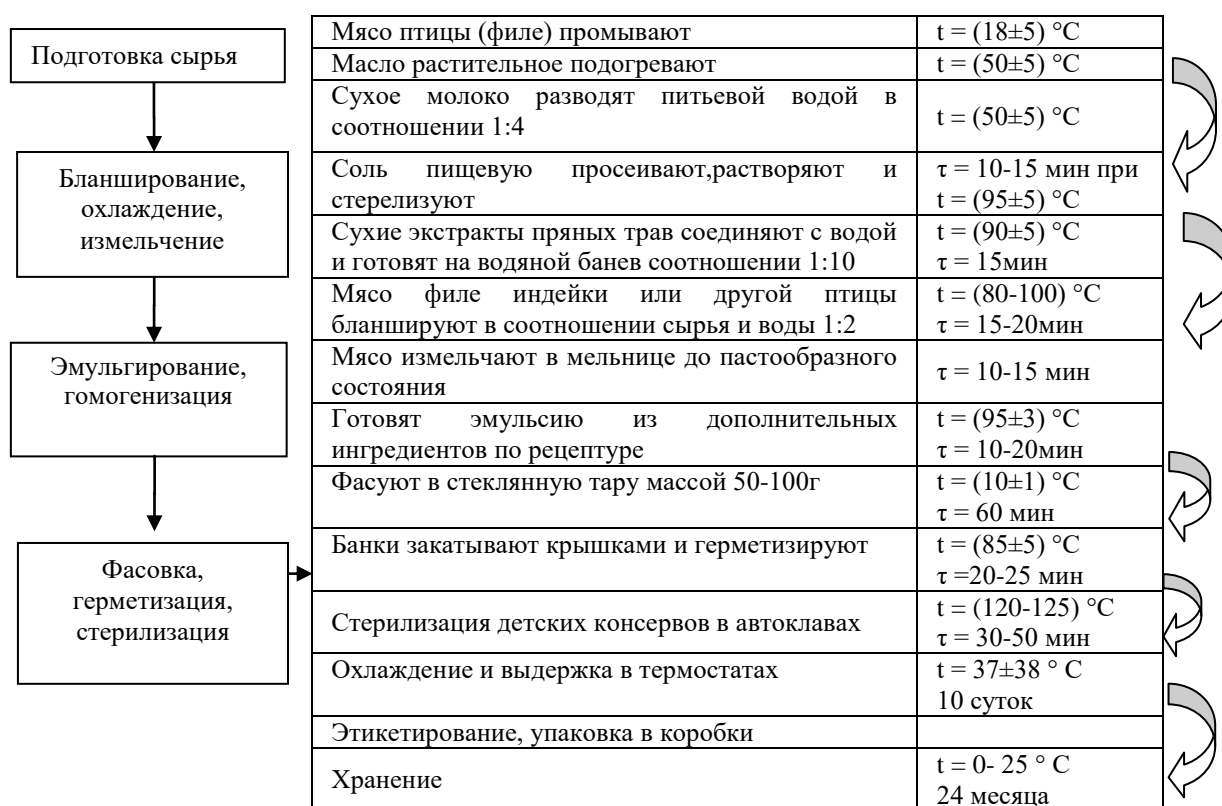 Подготовка сырья
Бланширование,
охлаждение,
измельчение
Эмульгирование,
гомогенизация
Фасовка,
герметизация,
стерилизация
Мясо птицы (филе) промывают
t = (18±5) °С
Масло растительное подогревают
t = (50±5) °С
Сухое молоко разводят питьевой водой в
соотношении 1:4
t = (50±5) °С
Соль пищевую просеивают,растворяют и
стерелизуют
τ = 10-15 мин при
t = (95±5) °С
Сухие экстракты пряных трав соединяют с водой
и готовят на водяной банев соотношении 1:10
t = (90±5) °С
τ = 15мин
Мясо филе индейки или другой птицы
бланшируют в соотношении сырья и воды 1:2
t = (80-100) °С
τ = 15-20мин
Мясо измельчают в мельнице до пастообразного
состояния
τ = 10-15 мин
Готовят эмульсию из дополнительных
ингредиентов по рецептуре
t = (95±3) °С
τ = 10-20мин
Фасуют в стеклянную тару массой 50-100г
t = (10±1) °С
τ = 60 мин
Банки закатывают крышками и герметизируют
t = (85±5) °С
τ =20-25 мин
Стерилизация детских консервов в автоклавах
t = (120-125) °С
τ = 30-50 мин
Охлаждение и выдержка в термостатах
t = 37±38 ° С
10 суток
Этикетирование, упаковка в коробки
Хранение
t = 0- 25 ° С
24 месяца